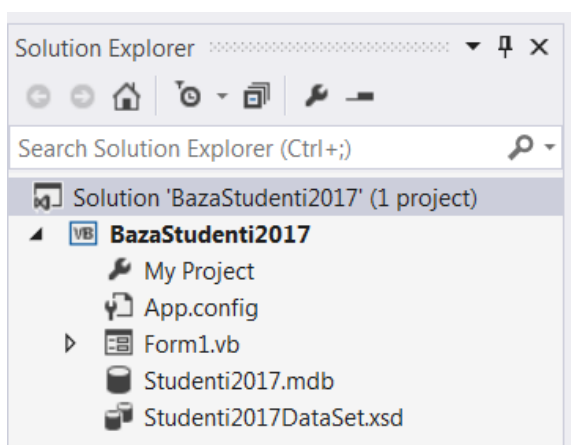 Solution Explorer
Search Solution Explorer (Ctrl+;)
Solution 'BazaStudenti2017' (1 project)
VB BazaStudenti2017
My Project
App.config
Form1.vb
Studenti2017.mdb
Studenti2017DataSet.xsd